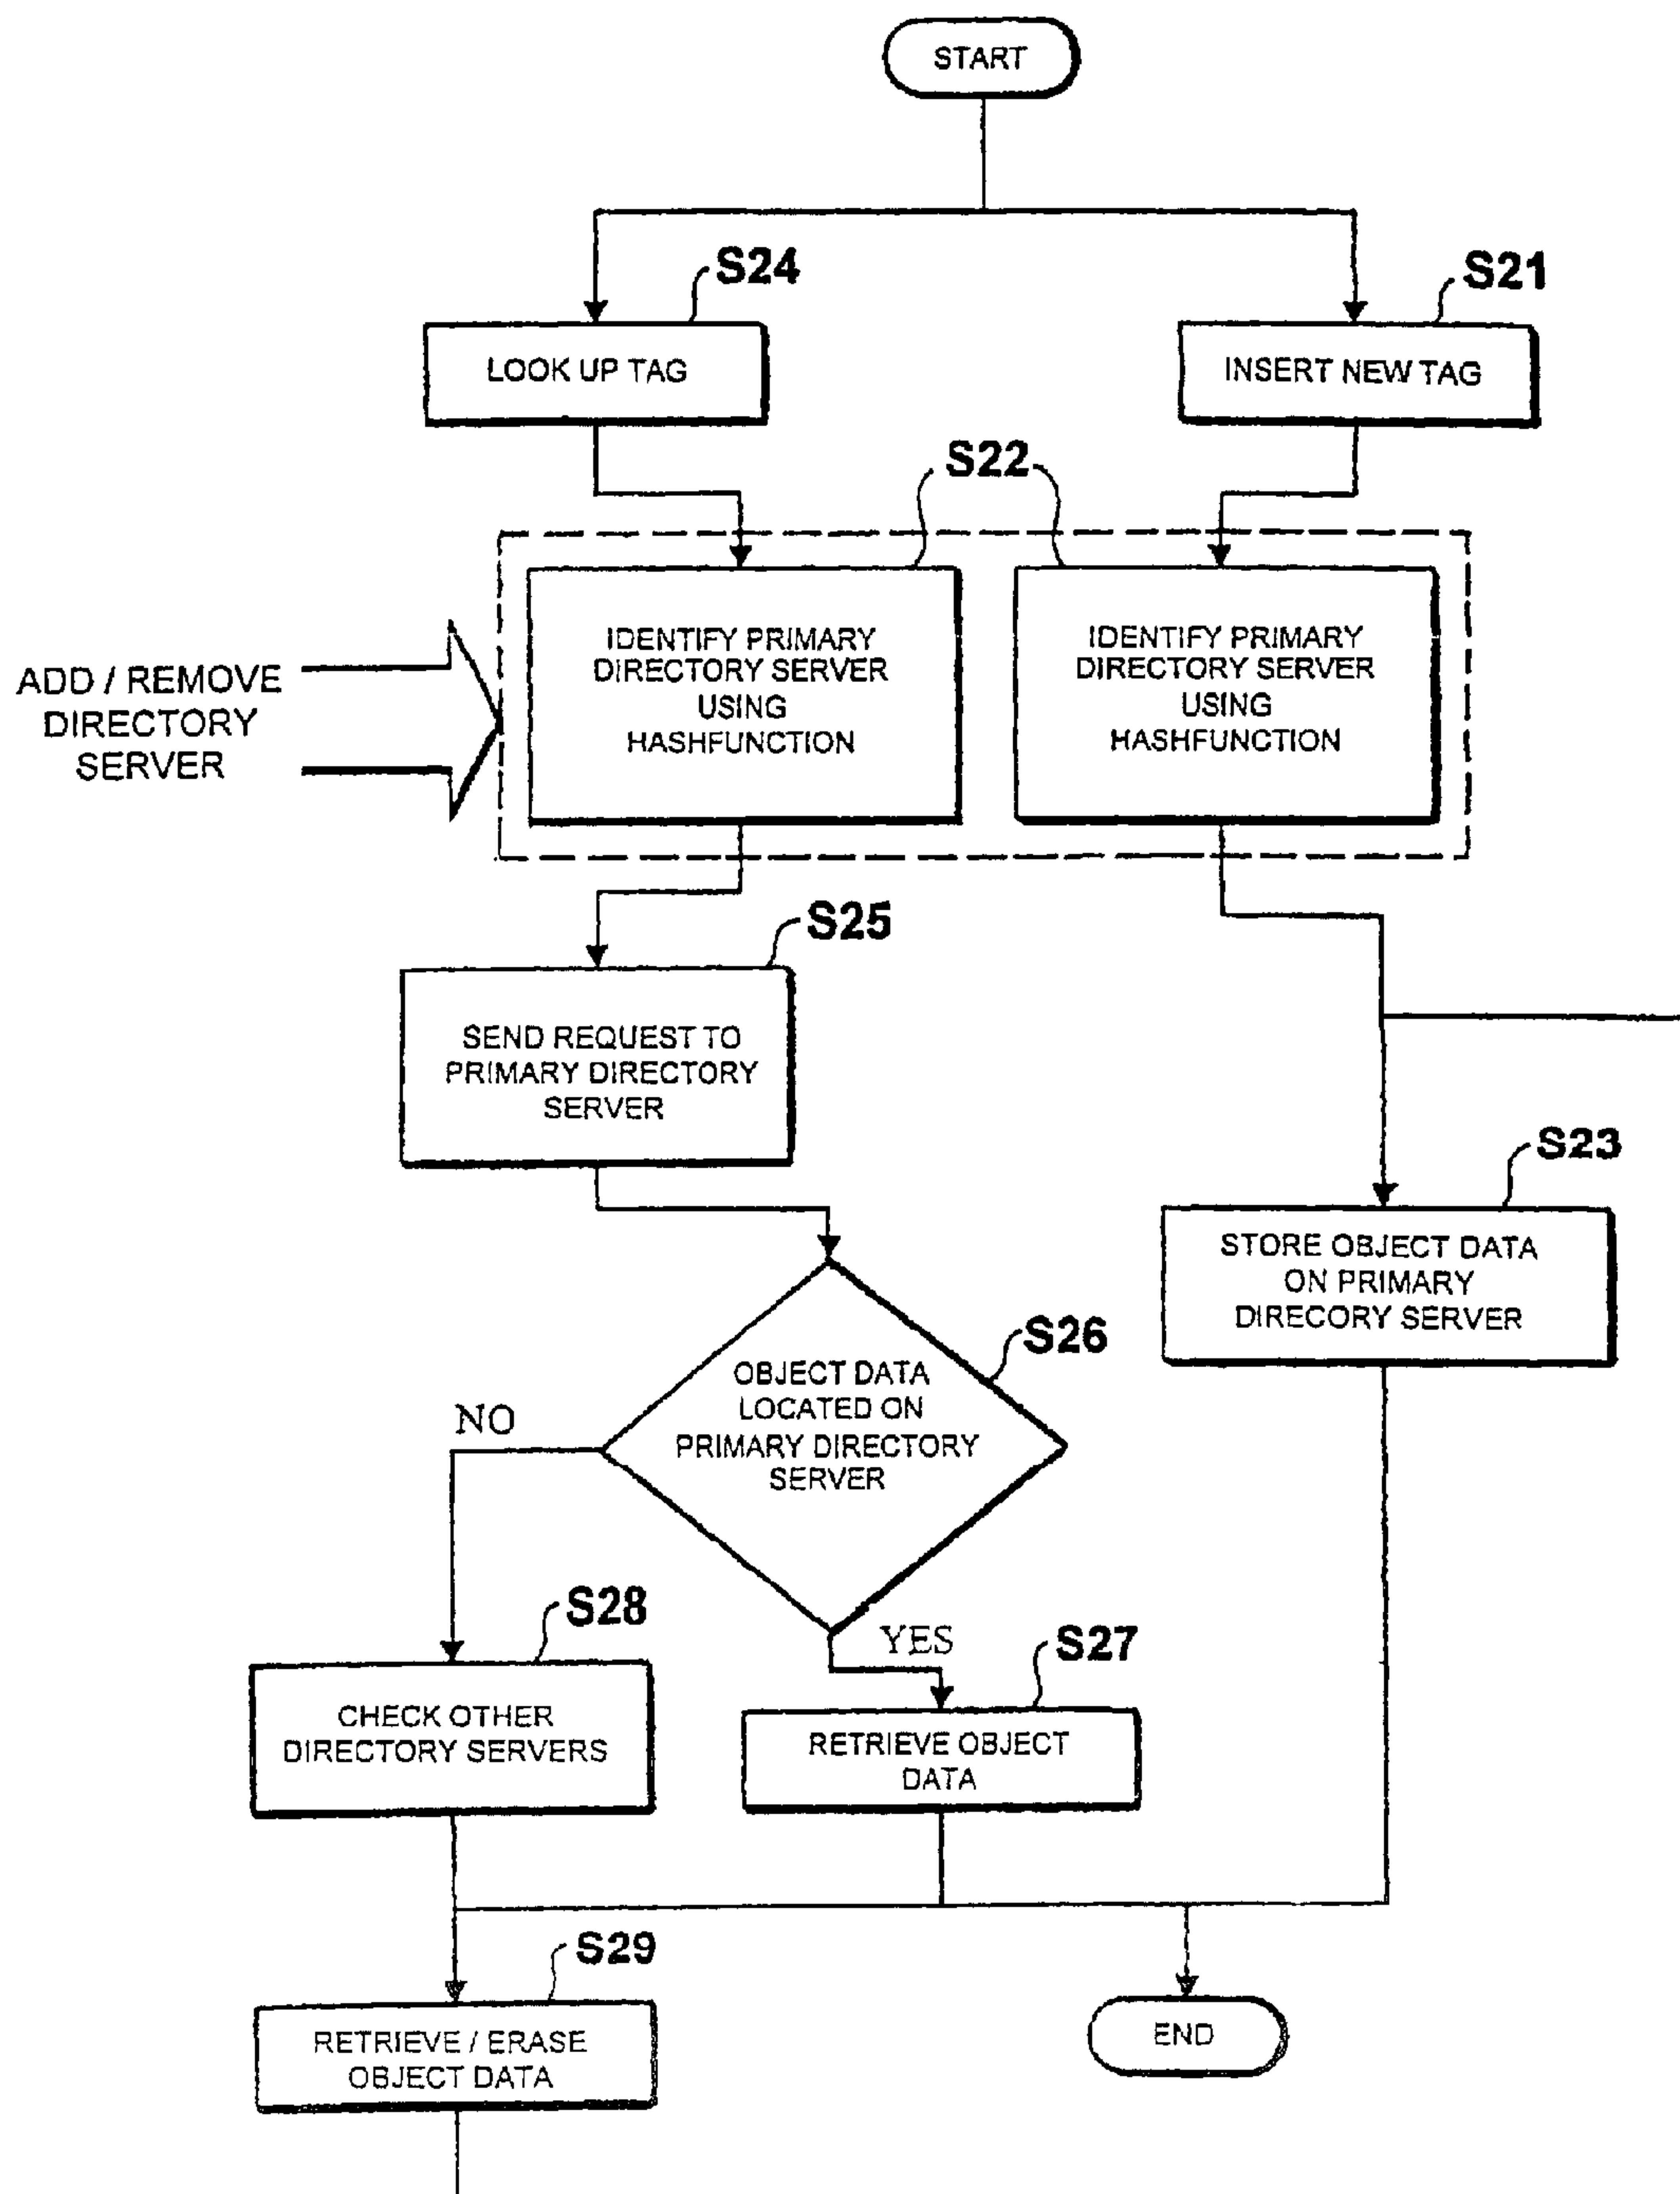 START
S24
S21
LOOK UP TAG
INSERT NEW TAG
S22
ADD / REMOVE
DIRECTORY
SERVER
IDENTIFY PRIMARY
DIRECTORY SERVER
USING
HASHFUNCTION
IDENTIFY PRIMARY
DIRECTORY SERVER
USING
HASHFUNCTION
S25
SEND REQUEST TO
PRIMARY DIRECTORY
SERVER
S23
STORE OBJECT DATA
ON PRIMARY
DIRECORY SERVER
S26
OBJECT DATA
LOCATED ON
PRIMARY DIRECTORY
SERVER
NO
YES
S28
S27
CHECK OTHER
DIRECTORY SERVERS
RETRIEVE OBJECT
DATA
S29
RETRIEVE / ERASE
OBJECT DATA
END